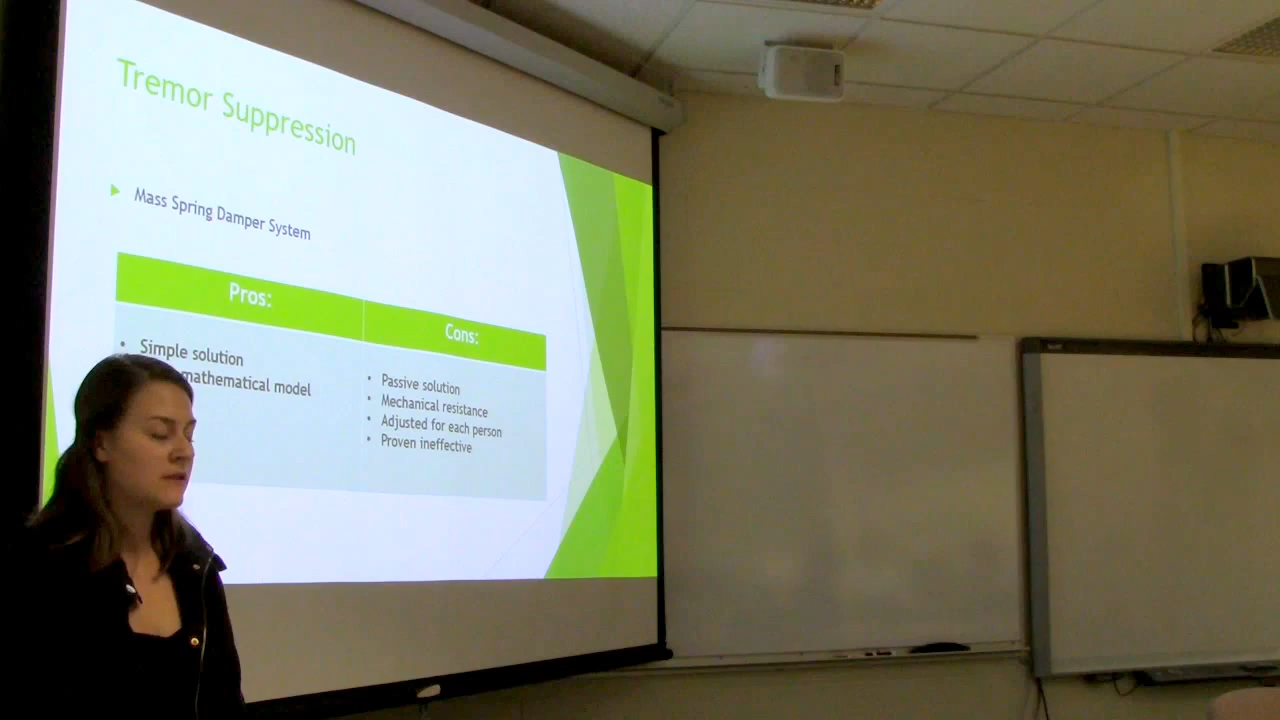 Tremor Suppression
Mass Spring Damper System
Pros:
Cons:
• Simple solution
mathematical model
• Passive solution
• Mechanical resistance
• Adjusted for each person
• Proven ineffective